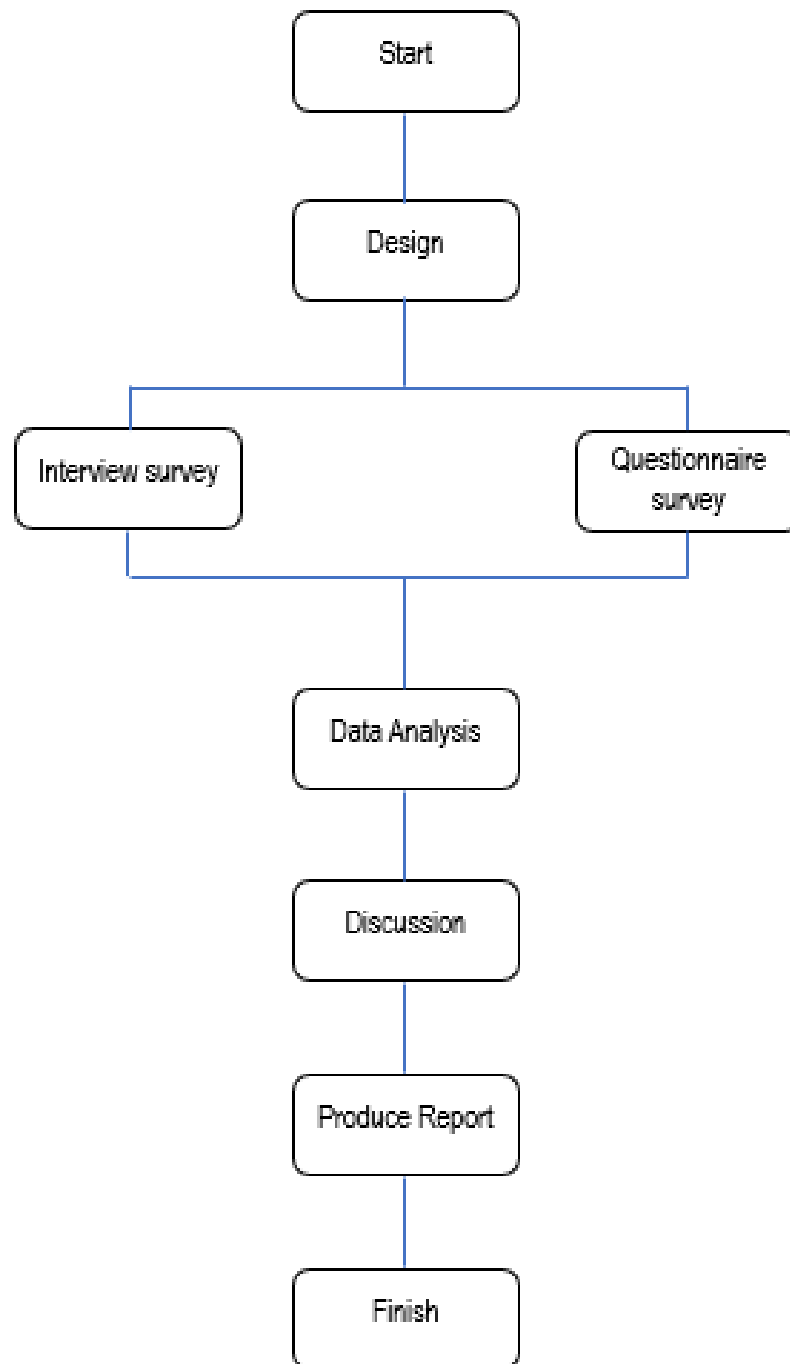 Start
Design
Interview survey
Questionnaire
survey
Data Analysis
Discussion
Produce Report
Finish